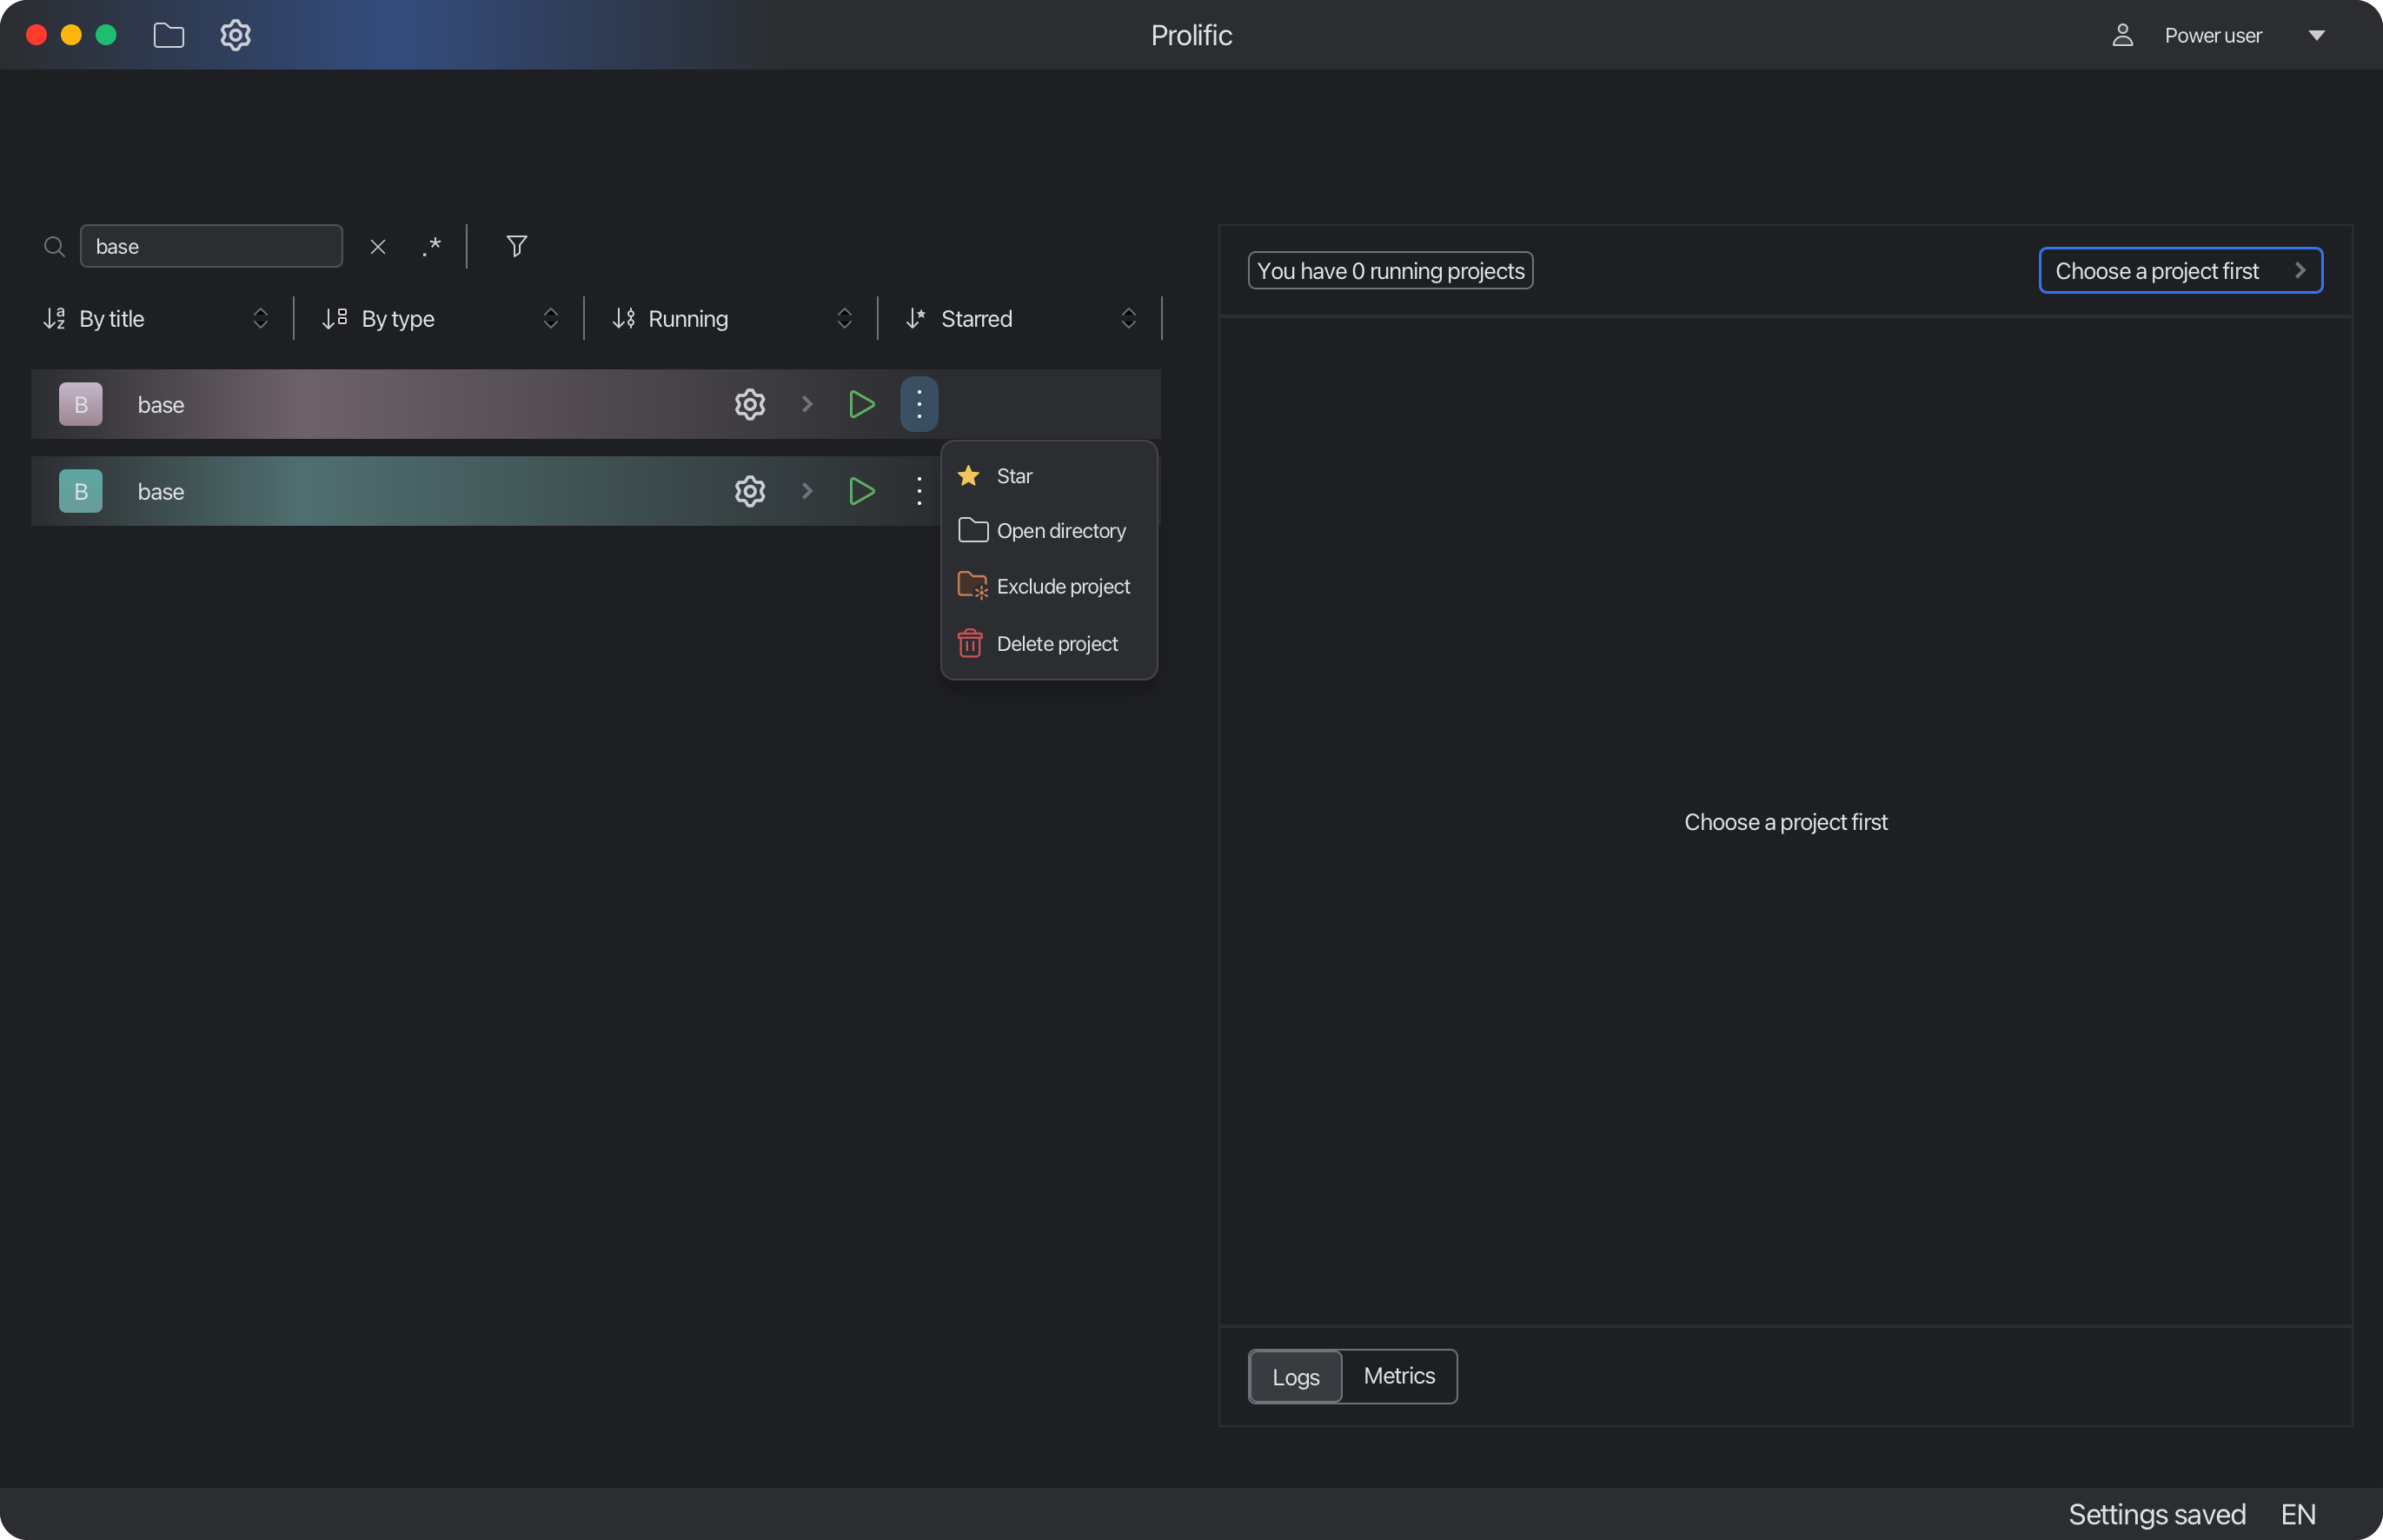 Prolific
Power user
base
.*
By title
By type
Running
Starred
B base
B base
Star
Open directory
Exclude project
Delete project
You have 0 running projects
Choose a project first
Choose a project first
Logs
Metrics
Settings saved
EN